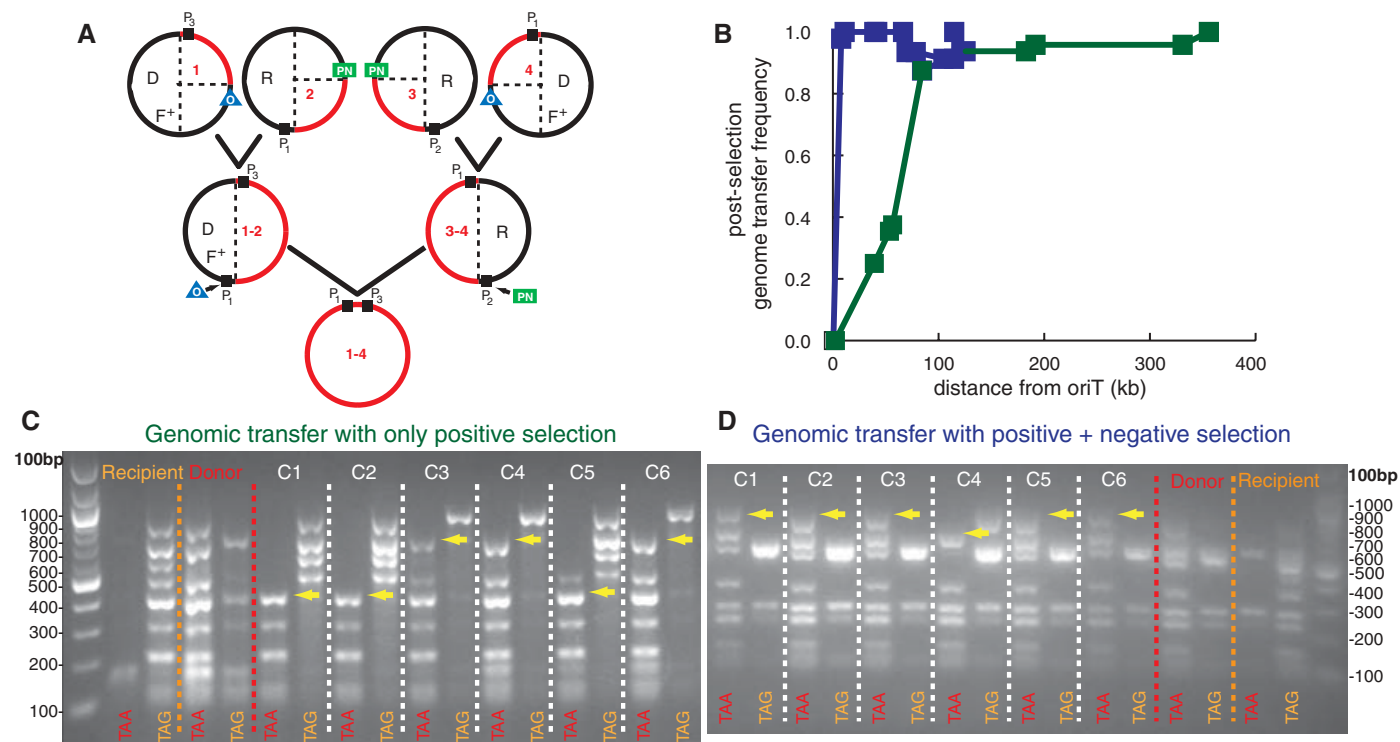 A
P3
1
D
F+
O
R
PN
2
P1
PN
3
R
P2
P1
4
D
O
F+
P3
D
1-2
F+
O
P1
P1
3-4
R
P2
PN
P1
P3
1-4
B
post-selection
genome transfer frequency
1.0
0.8
0.6
0.4
0.2
0.0
0
100
200
300
400
distance from oriT (kb)
C
Genomic transfer with only positive selection
100bp
Recipient
Donor
C1
C2
C3
C4
C5
C6
1000-
900-
800-
700-
600-
500-
400-
300-
200-
100-
TAA
TAG
TAA
TAG
TAA
TAG
TAA
TAG
TAA
TAG
TAA
TAG
TAA
TAG
TAA
TAG
D
Genomic transfer with positive + negative selection
C1
C2
C3
C4
C5
C6
Donor
Recipient
100bp
-1000
-900
-800
-700
-600
-500
-400
-300
-200
-100
TAA
TAG
TAA
TAG
TAA
TAG
TAA
TAG
TAA
TAG
TAA
TAG
TAA
TAG
TAA
TAG